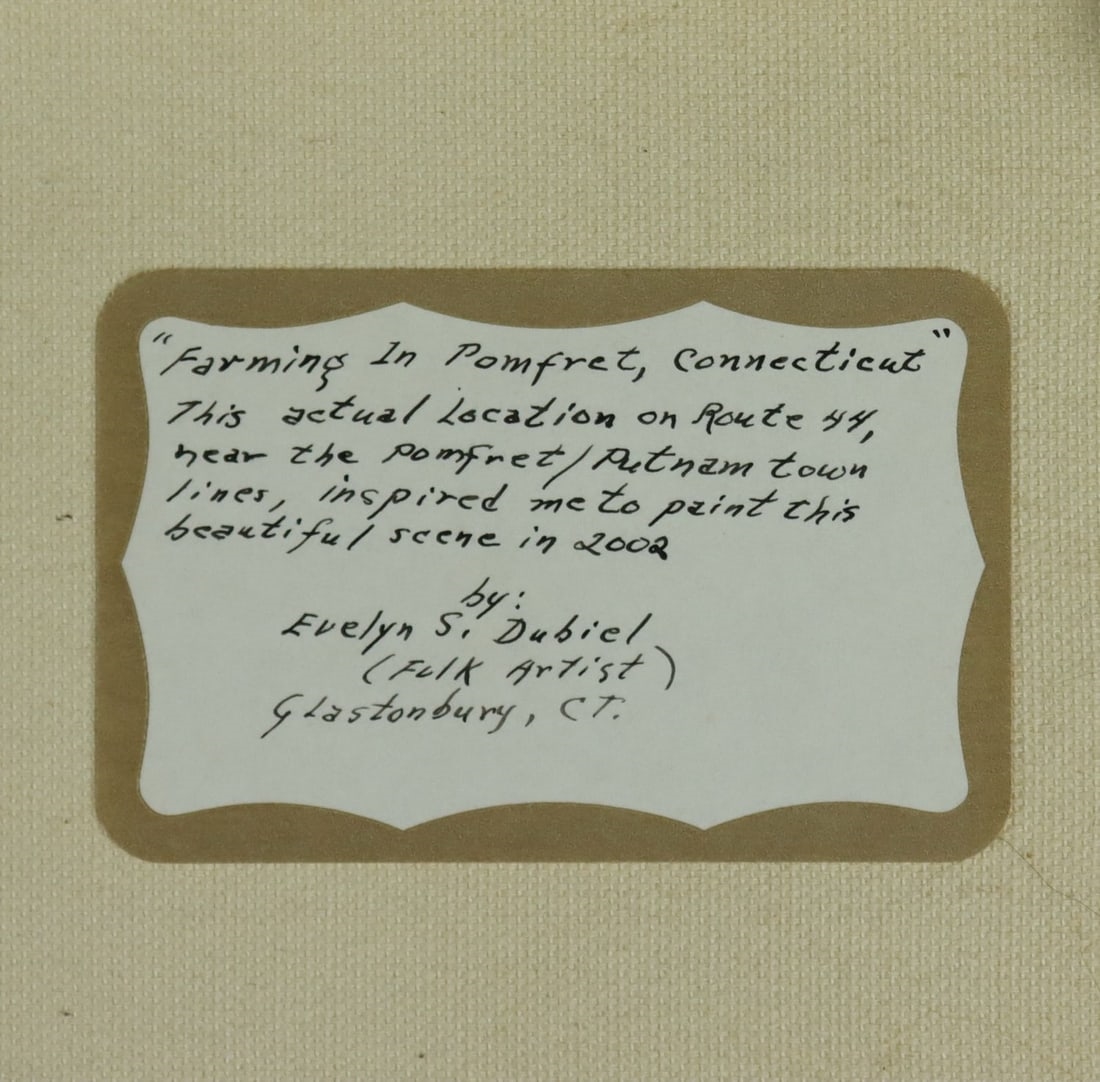 "Farming In Pomfret, Connecticut"
This actual Location on Route 44,
near the Pomfret/Putnam town
lines, inspired me to paint this
beautiful scene in 2002
by:
Evelyn S. Dubiel
(Folk Artist)
Glastonbury, CT.